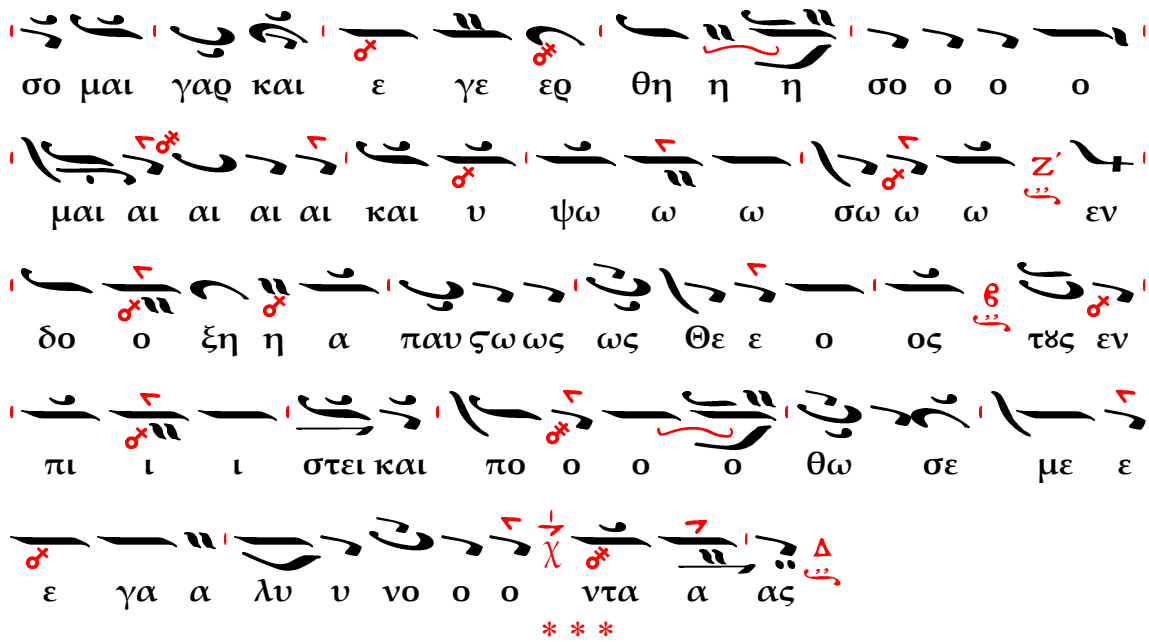 σο μαι γαρ και ε γε ερ θη η η σο ο ο ο
μαι αι αι αι αι και υ ψω ω ω σω ω ω Ζ΄ εν
δο ο ξη η α παυ ϛω ως ως Θε ε ο ος ϐ τȣς εν
πι ι ι στει και πο ο ο ο θω σε με ε
ε γα α λυ υ νο ο ο χ ντα α ας Δ
* * *